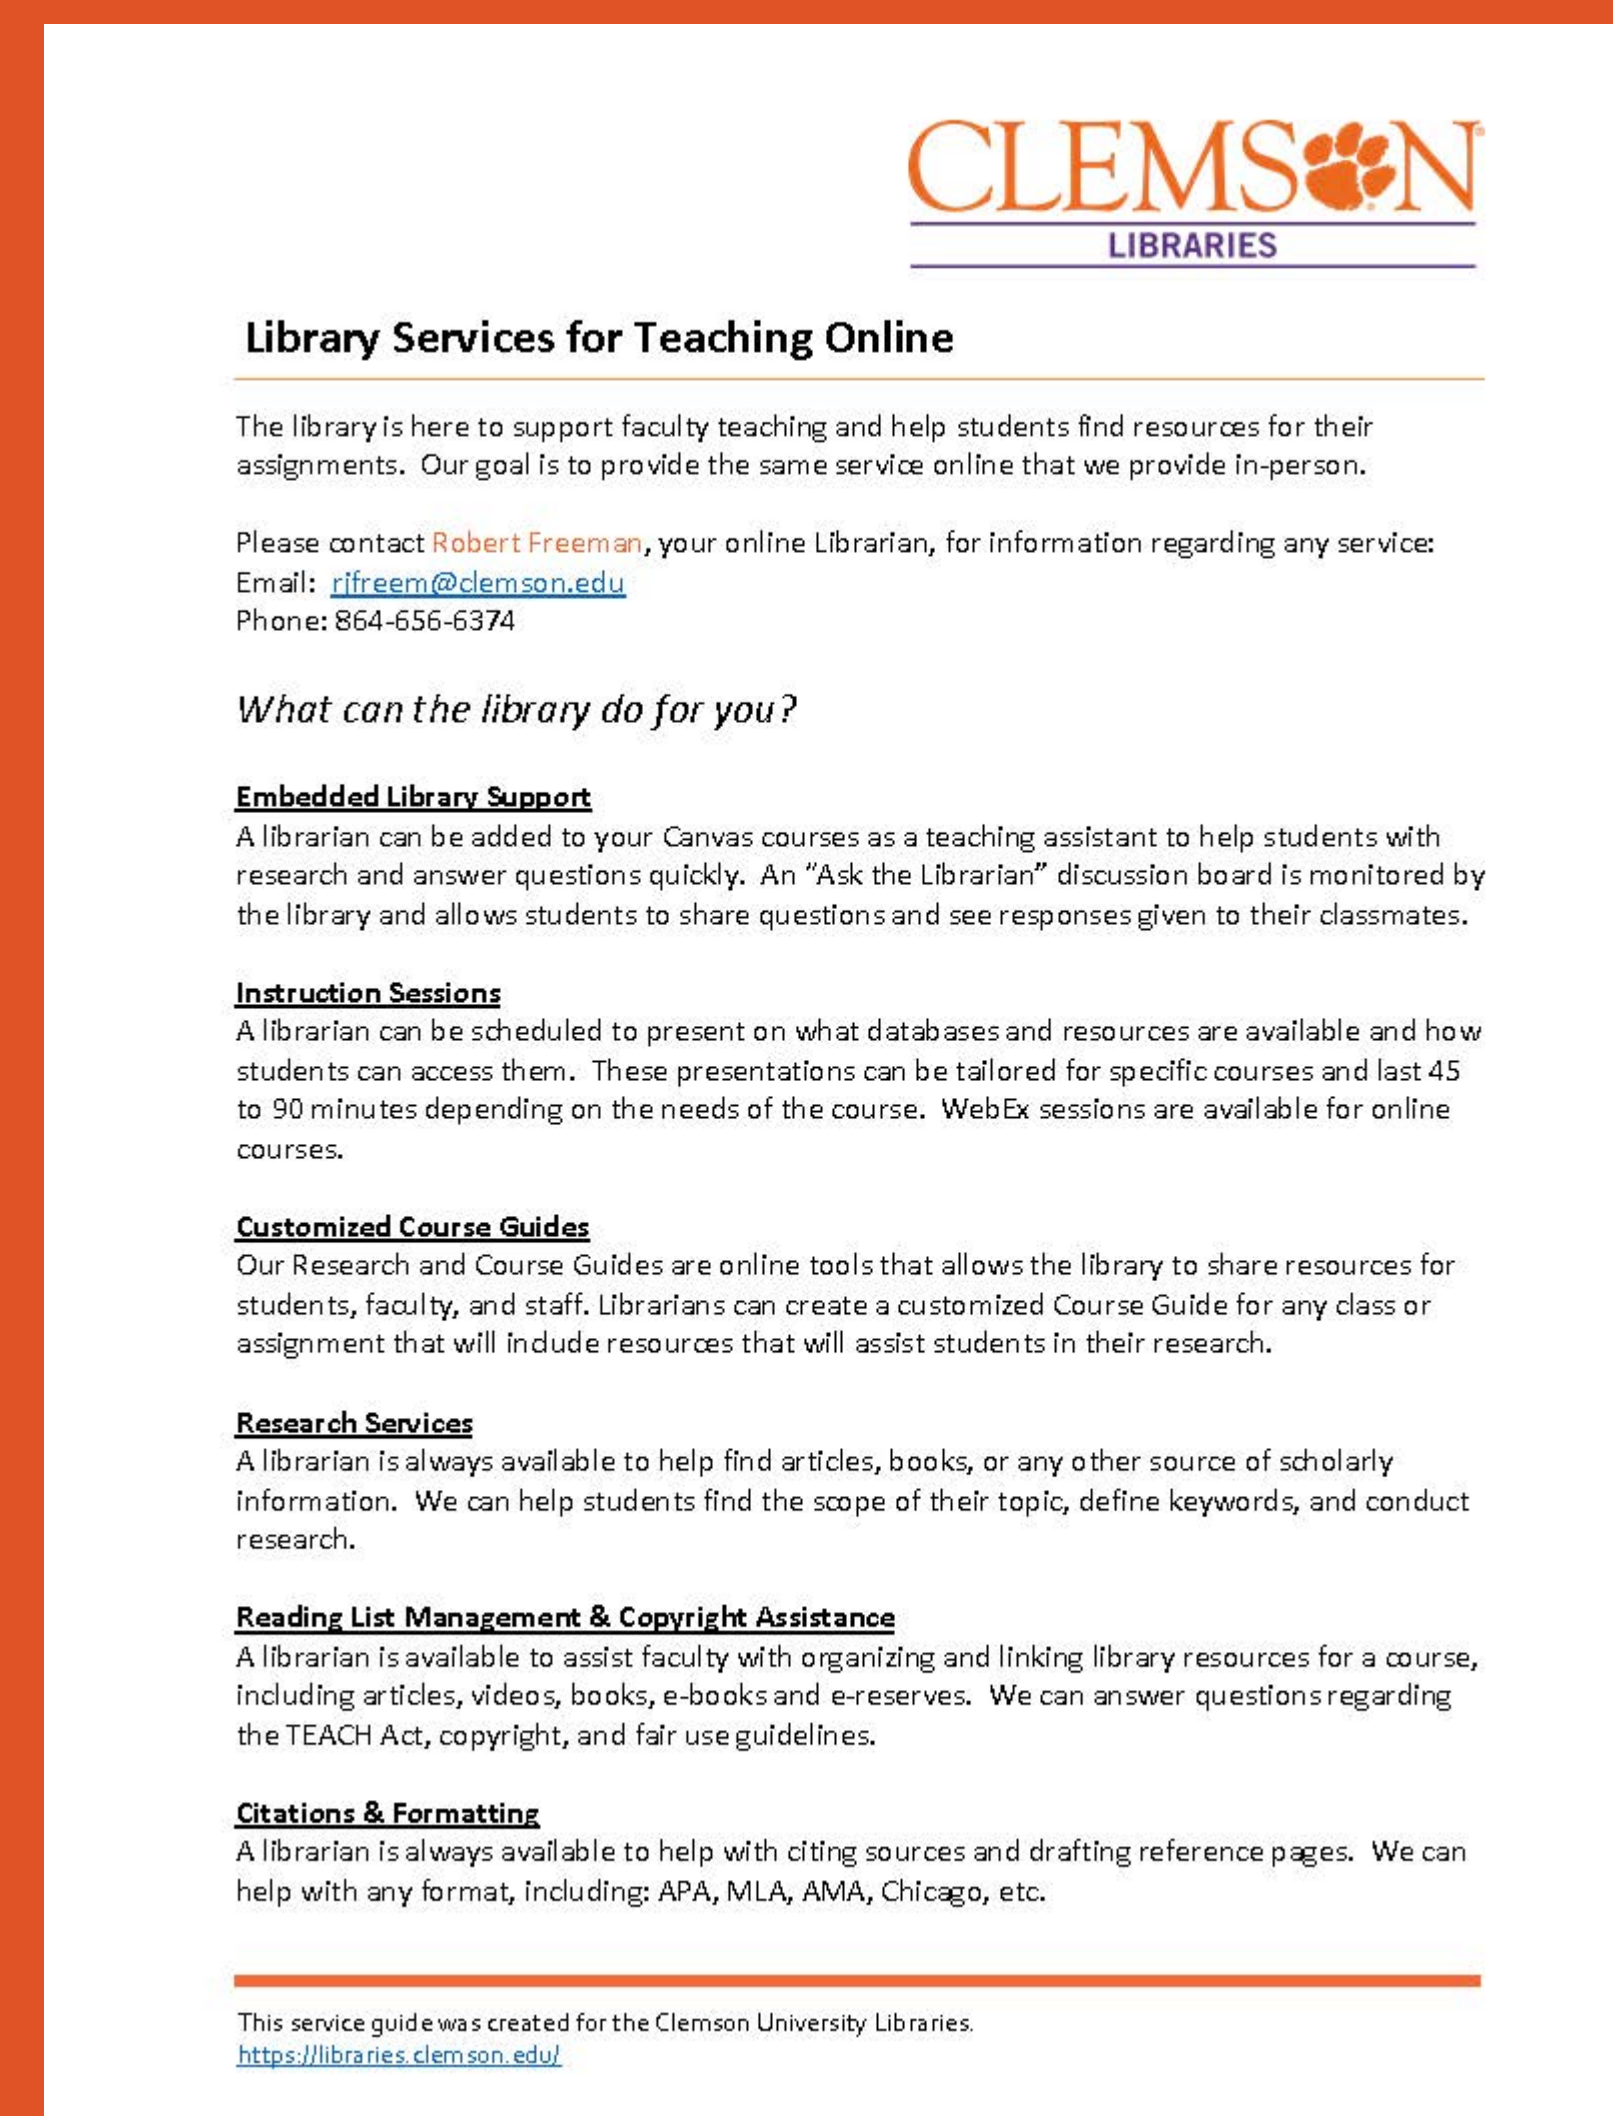 CLEMSON
LIBRARIES
Library Services for Teaching Online
The library is here to support faculty teaching and help students find resources for their
assignments. Our goal is to provide the same service online that we provide in-person.
Please contact Robert Freeman, your online Librarian, for information regarding any service:
Email: rjfreem@clemson.edu
Phone: 864-656-6374
What can the library do for you?
Embedded Library Support
A librarian can be added to your Canvas courses as a teaching assistant to help students with
research and answer questions quickly. An “Ask the Librarian” discussion board is monitored by
the library and allows students to share questions and see responses given to their classmates.
Instruction Sessions
A librarian can be scheduled to present on what databases and resources are available and how
students can access them. These presentations can be tailored for specific courses and last 45
to 90 minutes depending on the needs of the course. WebEx sessions are available for online
courses.
Customized Course Guides
Our Research and Course Guides are online tools that allows the library to share resources for
students, faculty, and staff. Librarians can create a customized Course Guide for any class or
assignment that will include resources that will assist students in their research.
Research Services
A librarian is always available to help find articles, books, or any other source of scholarly
information. We can help students find the scope of their topic, define keywords, and conduct
research.
Reading List Management & Copyright Assistance
A librarian is available to assist faculty with organizing and linking library resources for a course,
including articles, videos, books, e-books and e-reserves. We can answer questions regarding
the TEACH Act, copyright, and fair use guidelines.
Citations & Formatting
A librarian is always available to help with citing sources and drafting reference pages. We can
help with any format, including: APA, MLA, AMA, Chicago, etc.
This service guide was created for the Clemson University Libraries.
https://libraries.clemson.edu/